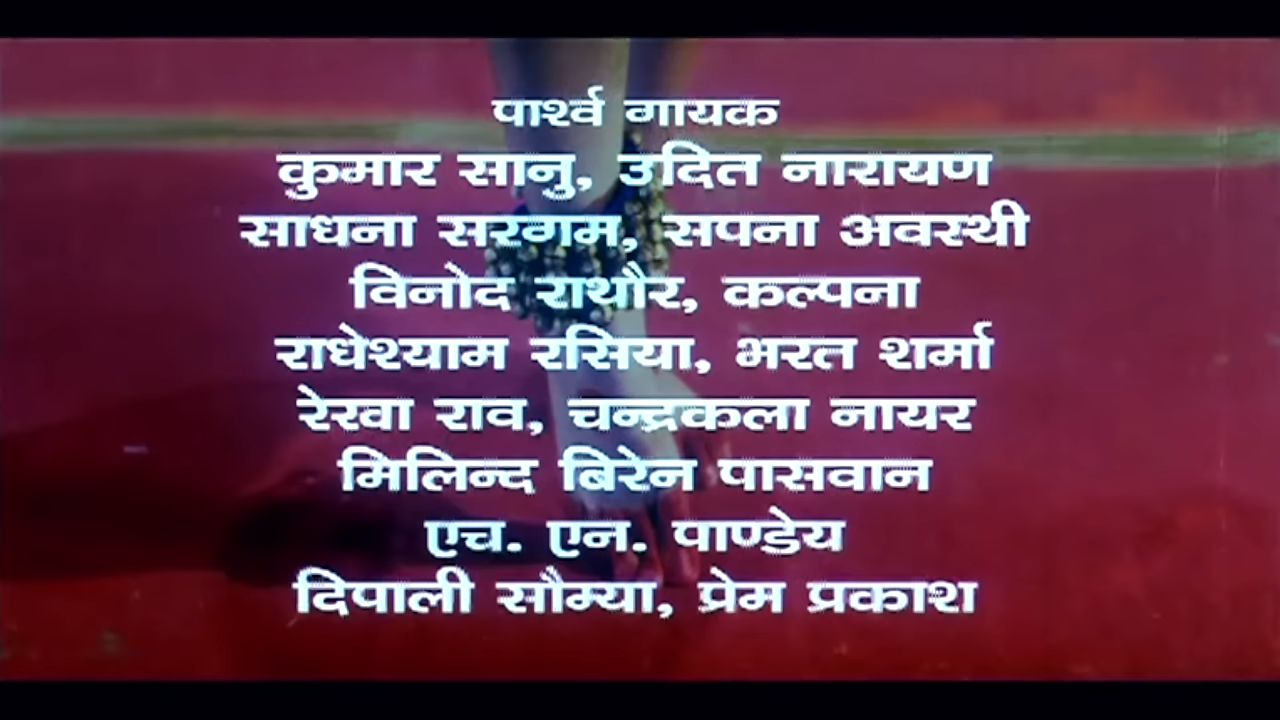 पार्श्व गायक
कुमार सानु, उदित नारायण
साधना सरगम, सपना अवस्थी
विनोद राथौर, कल्पना
राधेश्याम रसिया, भरत शर्मा
रेखा राव, चन्द्रकला नायर
मिलिन्द बिरेन पासवान
एच. एन. पाण्डेय
दिपाली सौम्या, प्रेम प्रकाश